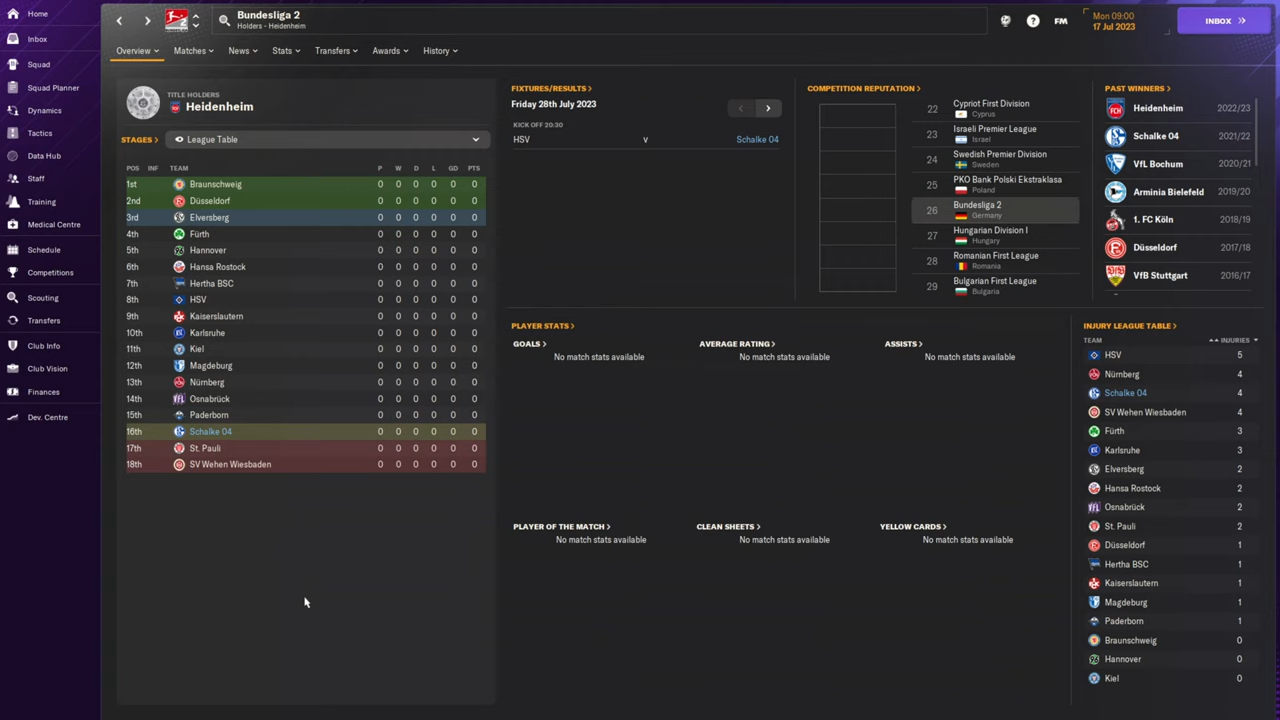 Home
Inbox
Squad
Squad Planner
Dynamics
Tactics
Data Hub
Staff
Training
Medical Centre
Schedule
Competitions
Scouting
Transfers
Club Info
Club Vision
Finances
Dev. Centre
Bundesliga 2
Holders - Heidenheim
? FM
Mon 09:00
17 Jul 2023
INBOX
Overview Matches News Stats Transfers Awards History
TITLE HOLDERS
Heidenheim
STAGES > League Table
POS INF TEAM P W D L GD PTS
1st Braunschweig 0 0 0 0 0 0
2nd Düsseldorf 0 0 0 0 0 0
3rd Elversberg 0 0 0 0 0 0
4th Fürth 0 0 0 0 0 0
5th Hannover 0 0 0 0 0 0
6th Hansa Rostock 0 0 0 0 0 0
7th Hertha BSC 0 0 0 0 0 0
8th HSV 0 0 0 0 0 0
9th Kaiserslautern 0 0 0 0 0 0
10th Karlsruhe 0 0 0 0 0 0
11th Kiel 0 0 0 0 0 0
12th Magdeburg 0 0 0 0 0 0
13th Nürnberg 0 0 0 0 0 0
14th Osnabrück 0 0 0 0 0 0
15th Paderborn 0 0 0 0 0 0
16th Schalke 04 0 0 0 0 0 0
17th St. Pauli 0 0 0 0 0 0
18th SV Wehen Wiesbaden 0 0 0 0 0 0
FIXTURES/RESULTS >
Friday 28th July 2023
KICK OFF 20:30
HSV v Schalke 04
COMPETITION REPUTATION >
22 Cypriot First Division
Cyprus
23 Israeli Premier League
Israel
24 Swedish Premier Division
Sweden
25 PKO Bank Polski Ekstraklasa
Poland
26 Bundesliga 2
Germany
27 Hungarian Division I
Hungary
28 Romanian First League
Romania
29 Bulgarian First League
Bulgaria
PAST WINNERS >
Heidenheim 2022/23
Schalke 04 2021/22
VfL Bochum 2020/21
Arminia Bielefeld 2019/20
1. FC Köln 2018/19
Düsseldorf 2017/18
VfB Stuttgart 2016/17
PLAYER STATS >
GOALS > AVERAGE RATING > ASSISTS >
No match stats available No match stats available No match stats available
PLAYER OF THE MATCH > CLEAN SHEETS > YELLOW CARDS >
No match stats available No match stats available No match stats available
INJURY LEAGUE TABLE >
TEAM INJURIES
HSV 5
Nürnberg 4
Schalke 04 4
SV Wehen Wiesbaden 4
Fürth 3
Karlsruhe 3
Elversberg 2
Hansa Rostock 2
Osnabrück 2
St. Pauli 2
Düsseldorf 1
Hertha BSC 1
Kaiserslautern 1
Magdeburg 1
Paderborn 1
Braunschweig 0
Hannover 0
Kiel 0